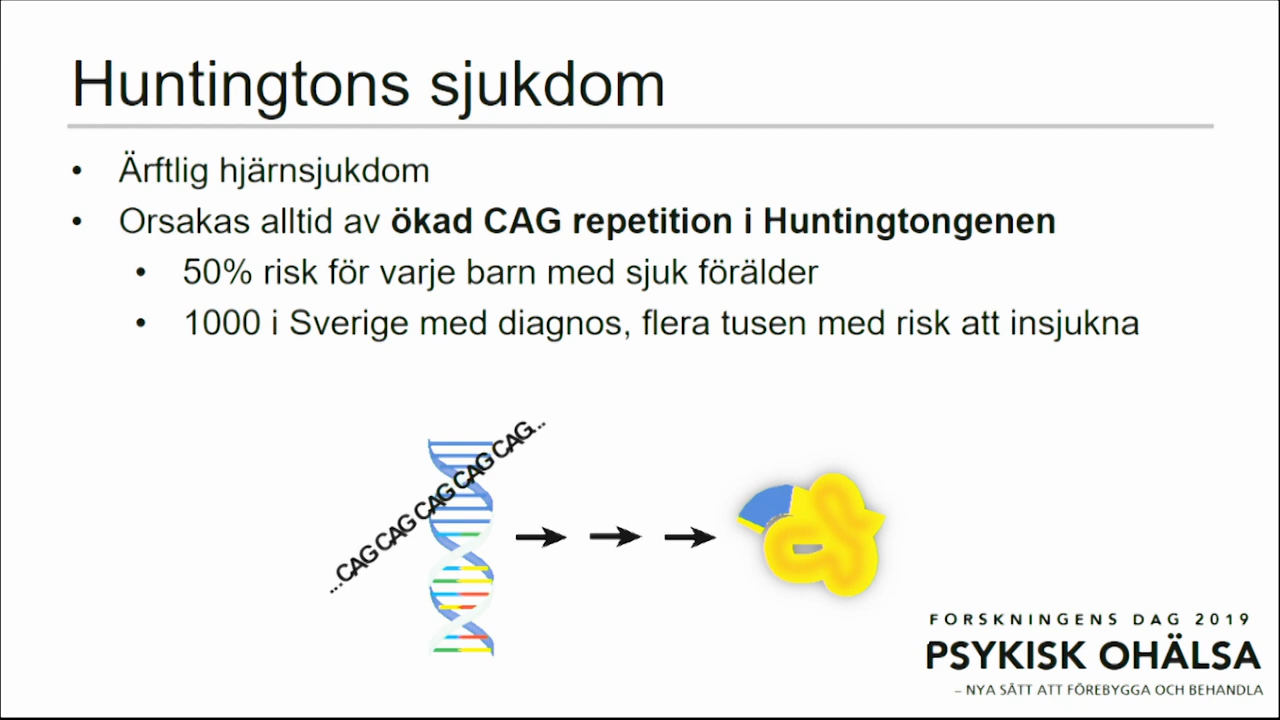 Huntingtons sjukdom
• Ärftlig hjärnsjukdom
• Orsakas alltid av ökad CAG repetition i Huntingtongenen
• 50% risk för varje barn med sjuk förälder
• 1000 i Sverige med diagnos, flera tusen med risk att insjukna
...CAG CAG CAG CAG CAG...
FORSKNINGENS DAG 2019
PSYKISK OHÄLSA
– NYA SÄTT ATT FÖREBYGGA OCH BEHANDLA